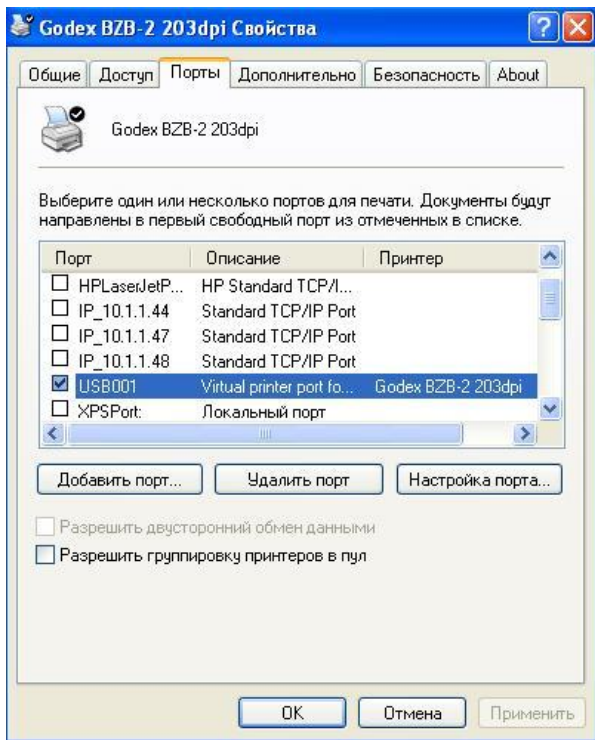 Godex BZB-2 203dpi Свойства
Общие Доступ Порты Дополнительно Безопасность About
Godex BZB-2 203dpi
Выберите один или несколько портов для печати. Документы будут
направлены в первый свободный порт из отмеченных в списке.
Порт Описание Принтер
HPLaserJetP... HP Standard TCP/I...
IP_10.1.1.44 Standard TCP/IP Port
IP_10.1.1.47 Standard TCP/IP Port
IP_10.1.1.48 Standard TCP/IP Port
USB001 Virtual printer port fo... Godex BZB-2 203dpi
XPSPort: Локальный порт
Добавить порт... Удалить порт Настройка порта...
Разрешить двусторонний обмен данными
Разрешить группировку принтеров в пул
OK Отмена Применить